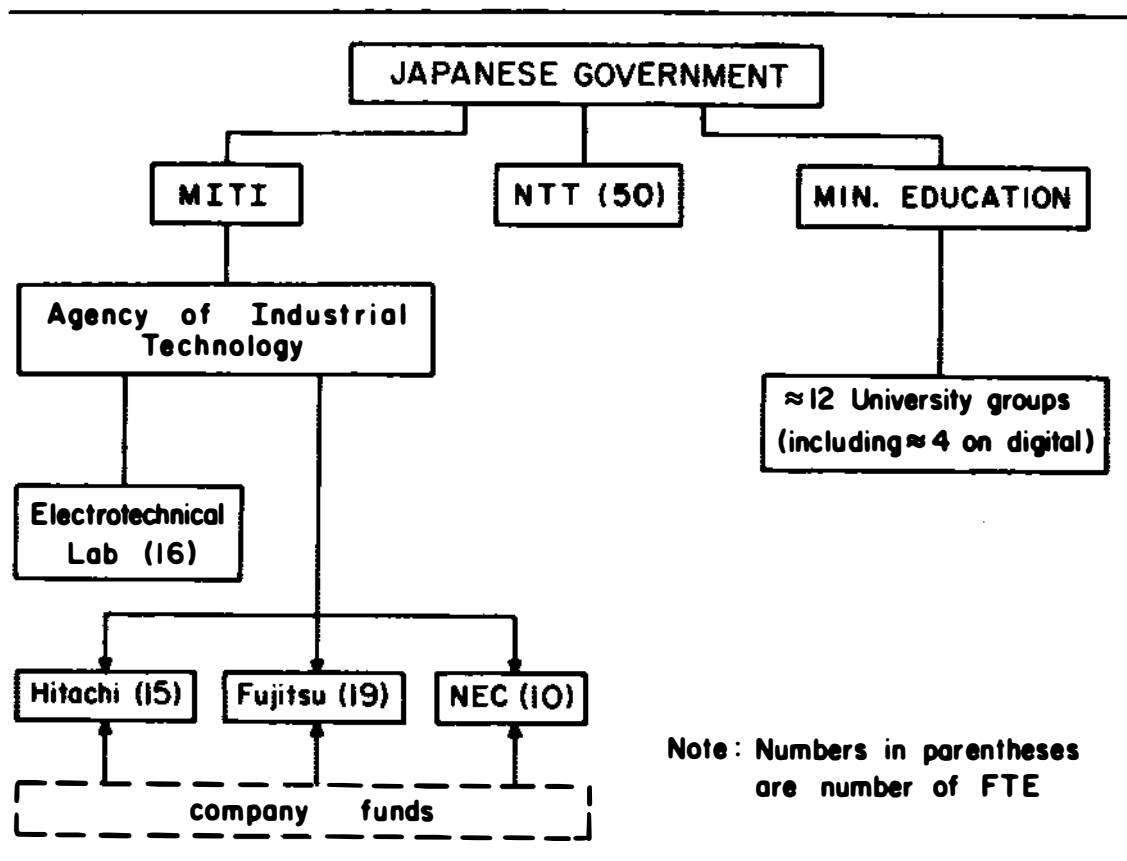 JAPANESE GOVERNMENT
MITI
NTT (50)
MIN. EDUCATION
Agency of Industrial
Technology
≈12 University groups
(including ≈ 4 on digital)
Electrotechnical
Lab (16)
Hitachi (15)
Fujitsu (19)
NEC (10)
Note: Numbers in parentheses
are number of FTE
company funds